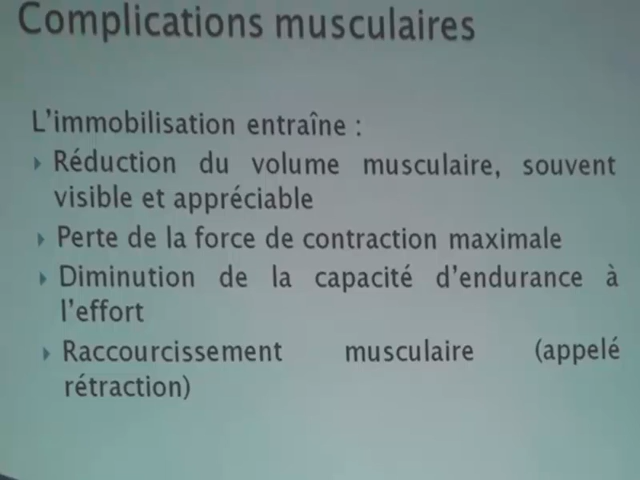 Complications musculaires
L'immobilisation entraîne :
Réduction du volume musculaire, souvent
visible et appréciable
Perte de la force de contraction maximale
Diminution de la capacité d'endurance à
l'effort
Raccourcissement musculaire (appelé
rétraction)